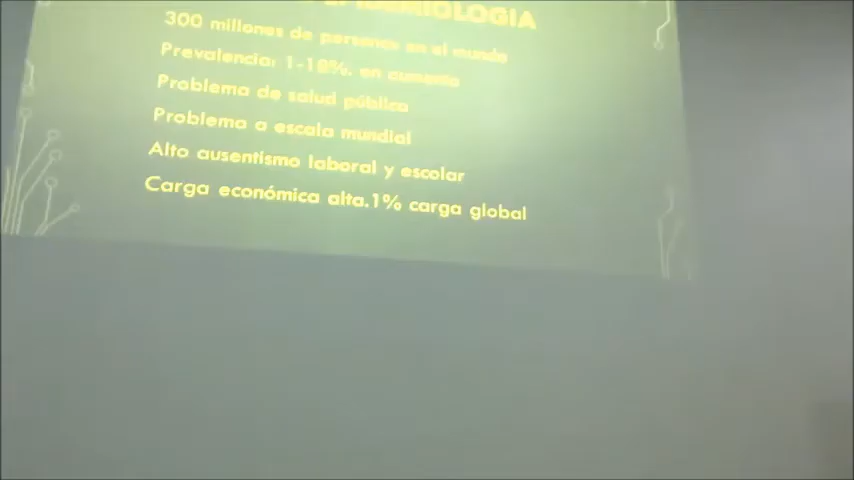 EPIDEMIOLOGIA
300 millones de personas en el mundo
Prevalencia: 1-18%. en aumento
Problema de salud pública
Problema a escala mundial
Alto ausentismo laboral y escolar
Carga económica alta.1% carga global